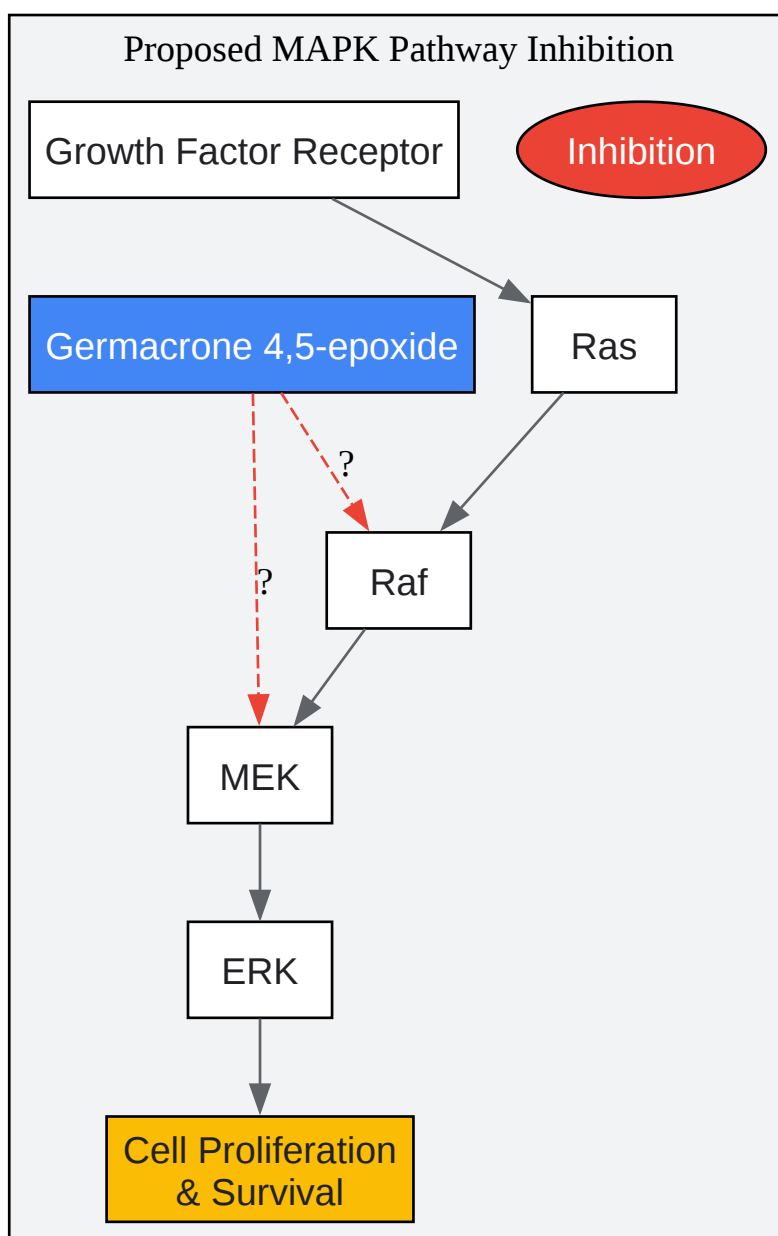 Proposed MAPK Pathway Inhibition
Growth Factor Receptor
Inhibition
Germacrone 4,5-epoxide
Ras
?
Raf
?
MEK
ERK
Cell Proliferation
& Survival